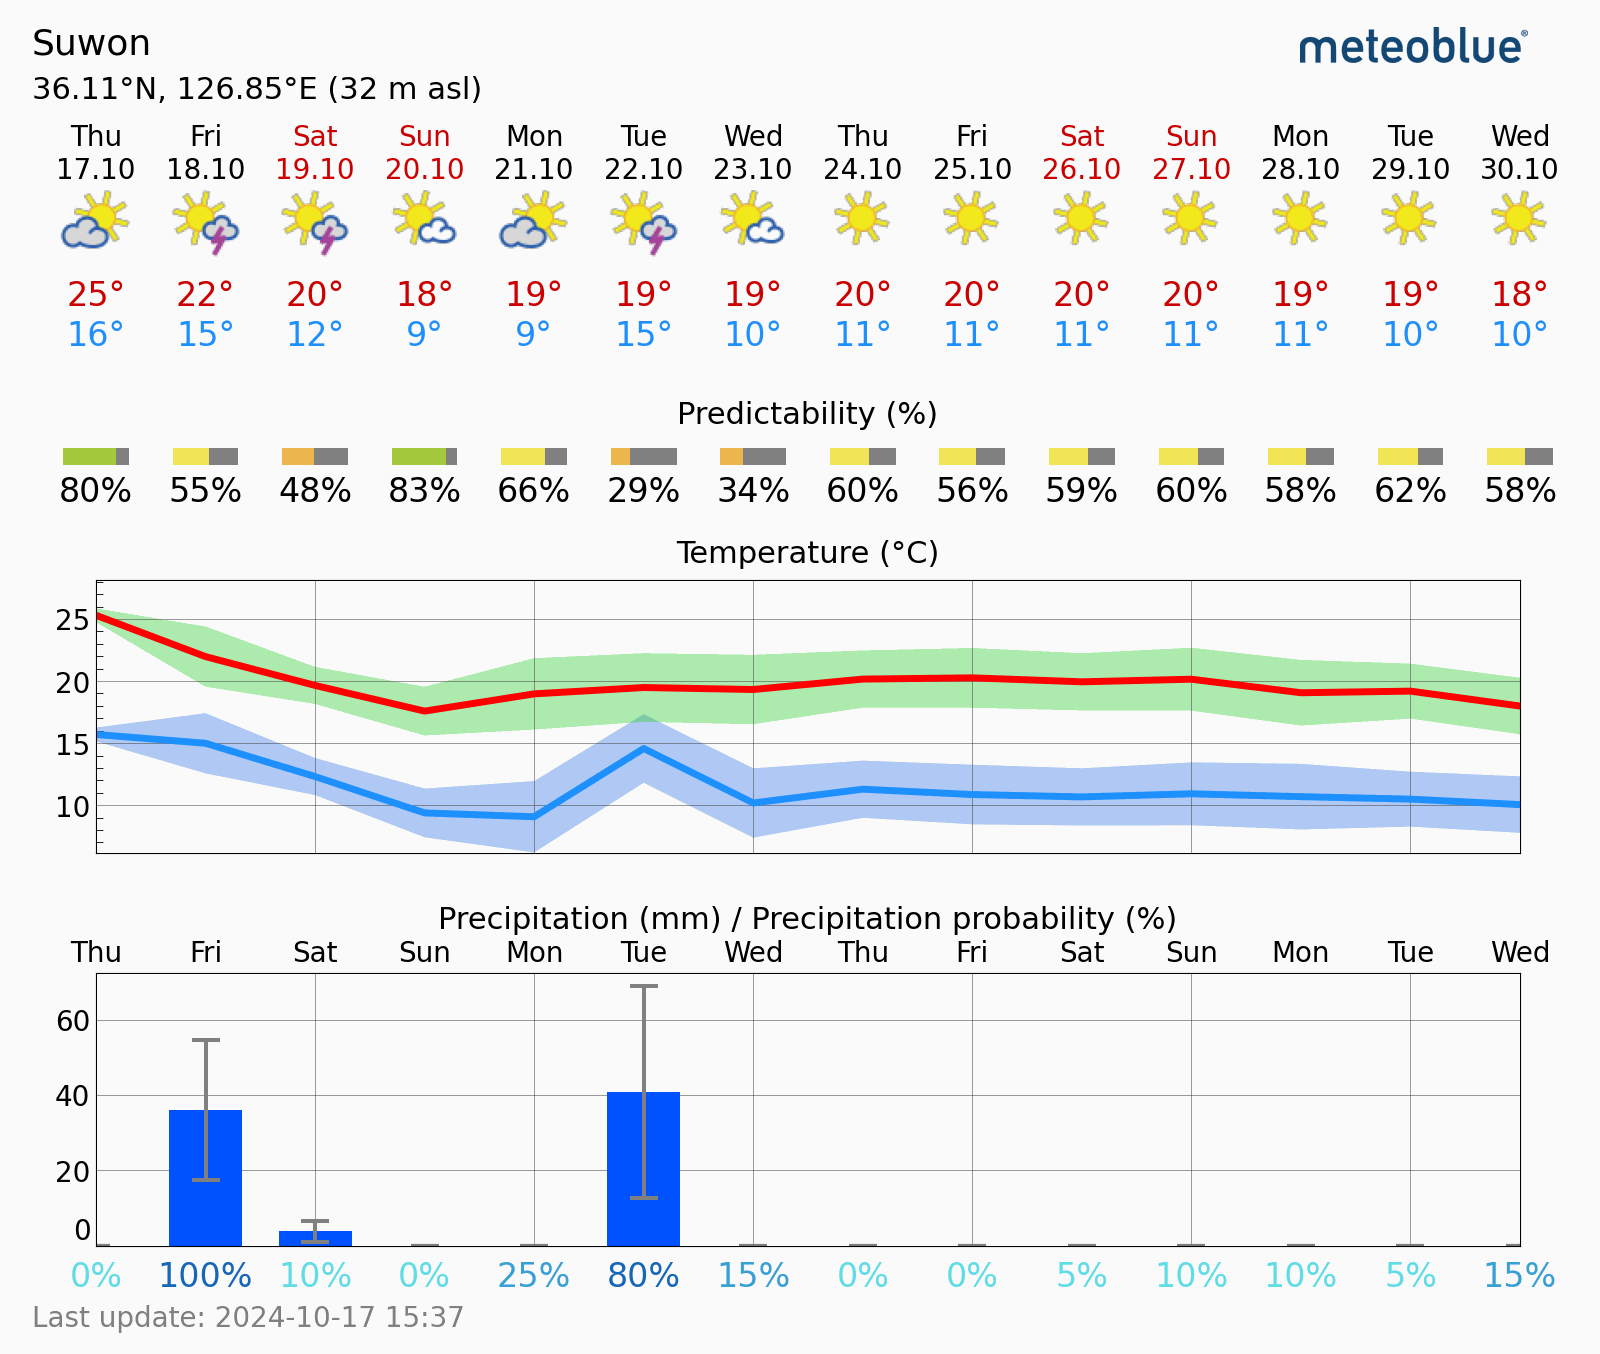 Suwon
meteoblue®
36.11°N, 126.85°E (32 m asl)
Thu Fri Sat Sun Mon Tue Wed Thu Fri Sat Sun Mon Tue Wed
17.10 18.10 19.10 20.10 21.10 22.10 23.10 24.10 25.10 26.10 27.10 28.10 29.10 30.10
25° 22° 20° 18° 19° 19° 19° 20° 20° 20° 20° 19° 19° 18°
16° 15° 12° 9° 9° 15° 10° 11° 11° 11° 11° 11° 10° 10°
Predictability (%)
80% 55% 48% 83% 66% 29% 34% 60% 56% 59% 60% 58% 62% 58%
Temperature (°C)
25
20
15
10
Precipitation (mm) / Precipitation probability (%)
Thu Fri Sat Sun Mon Tue Wed Thu Fri Sat Sun Mon Tue Wed
60
40
20
0
0% 100% 10% 0% 25% 80% 15% 0% 0% 5% 10% 10% 5% 15%
Last update: 2024-10-17 15:37